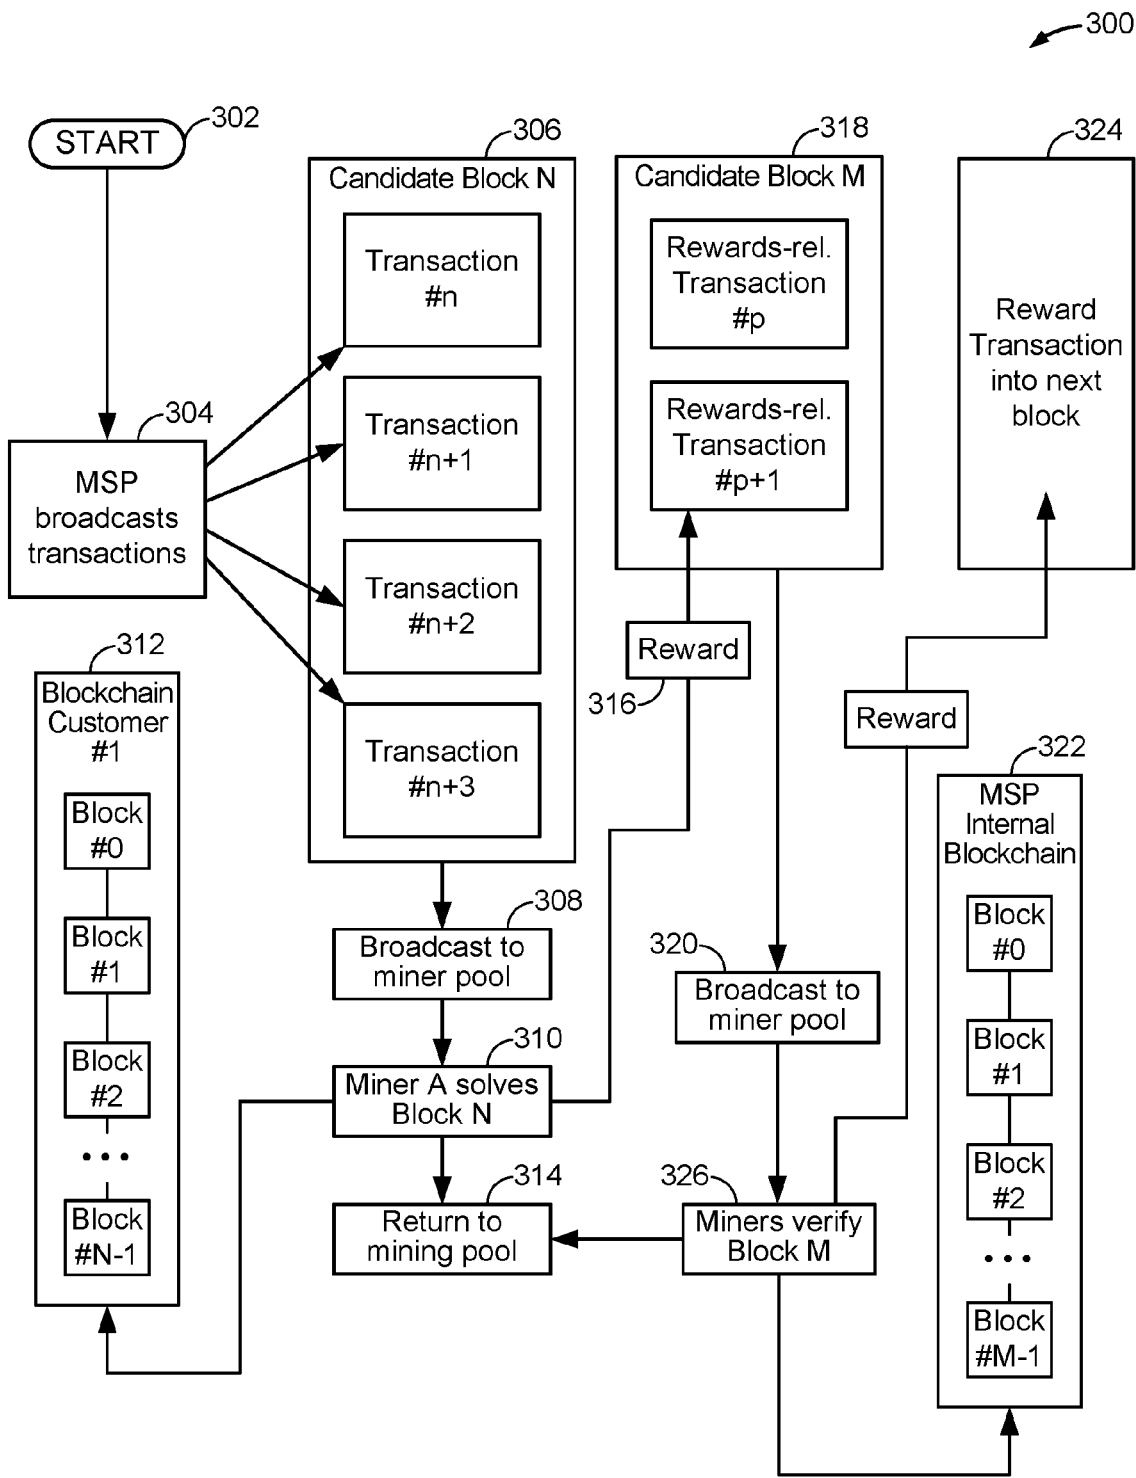 300
302
START
304
MSP
broadcasts
transactions
306
Candidate Block N
Transaction
#n
Transaction
#n+1
Transaction
#n+2
Transaction
#n+3
308
Broadcast to
miner pool
310
Miner A solves
Block N
314
Return to
mining pool
312
Blockchain
Customer
#1
Block
#0
Block
#1
Block
#2
...
Block
#N-1
318
Candidate Block M
Rewards-rel.
Transaction
#p
Rewards-rel.
Transaction
#p+1
Reward
316
320
Broadcast to
miner pool
326
Miners verify
Block M
324
Reward
Transaction
into next
block
Reward
322
MSP
Internal
Blockchain
Block
#0
Block
#1
Block
#2
...
Block
#M-1